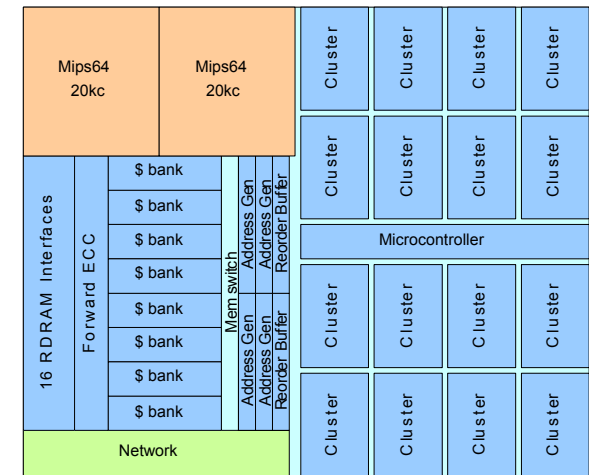 Mips64
20kc
Mips64
20kc
Cluster
Cluster
Cluster
Cluster
Cluster
Cluster
Cluster
Cluster
16 RDRAM Interfaces
Forward ECC
$ bank
$ bank
$ bank
$ bank
$ bank
$ bank
$ bank
$ bank
Mem switch
Address Gen
Address Gen
Reorder Buffer
Address Gen
Address Gen
Reorder Buffer
Microcontroller
Cluster
Cluster
Cluster
Cluster
Cluster
Cluster
Cluster
Cluster
Network